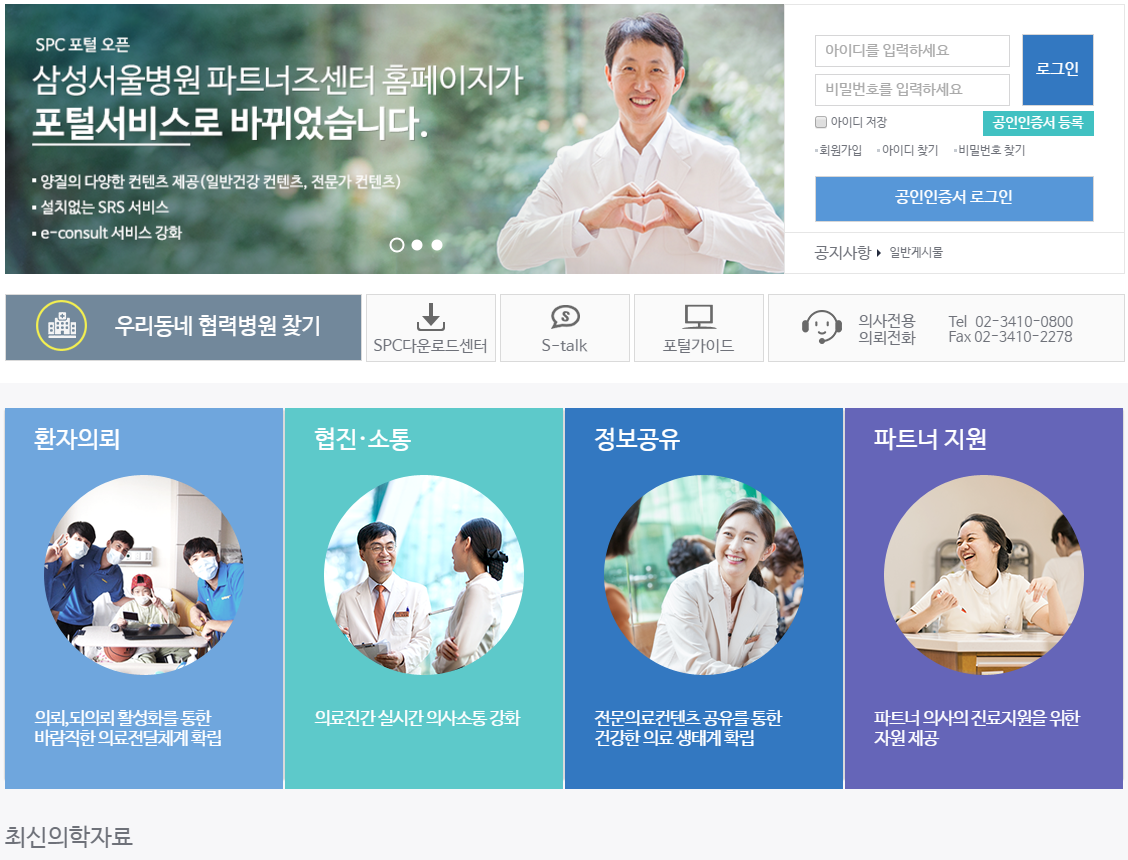 SPC 포털 오픈
삼성서울병원 파트너즈센터 홈페이지가
포털서비스로 바뀌었습니다.
양질의 다양한 컨텐츠 제공(일반건강 컨텐츠, 전문가 컨텐츠)
설치없는 SRS 서비스
e-consult 서비스 강화
아이디를 입력하세요
비밀번호를 입력하세요
로그인
아이디 저장
공인인증서 등록
회원가입
아이디 찾기
비밀번호 찾기
공인인증서 로그인
공지사항
일반게시물
우리동네 협력병원 찾기
SPC다운로드센터
S-talk
포털가이드
의사전용
의뢰전화
Tel 02-3410-0800
Fax 02-3410-2278
환자의뢰
의뢰,되의뢰 활성화를 통한
바람직한 의료전달체계 확립
협진·소통
의료진간 실시간 의사소통 강화
정보공유
전문의료컨텐츠 공유를 통한
건강한 의료 생태계 확립
파트너 지원
파트너 의사의 진료지원을 위한
자원 제공
최신의학자료